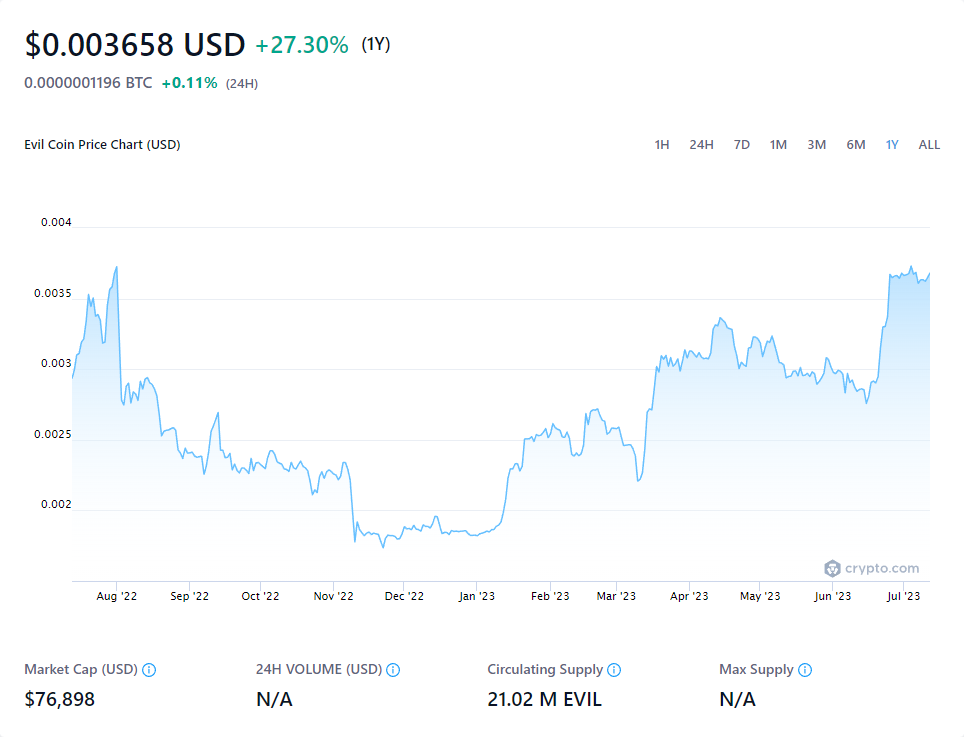 $0.003658 USD +27.30% (1Y)
0.0000001196 BTC +0.11% (24H)
Evil Coin Price Chart (USD) 1H 24H 7D 1M 3M 6M 1Y ALL
0.004
0.0035
0.003
0.0025
0.002
crypto.com
Aug '22 Sep '22 Oct '22 Nov '22 Dec '22 Jan '23 Feb '23 Mar '23 Apr '23 May '23 Jun '23 Jul '23
Market Cap (USD) 24H VOLUME (USD) Circulating Supply Max Supply
$76,898 N/A 21.02 M EVIL N/A